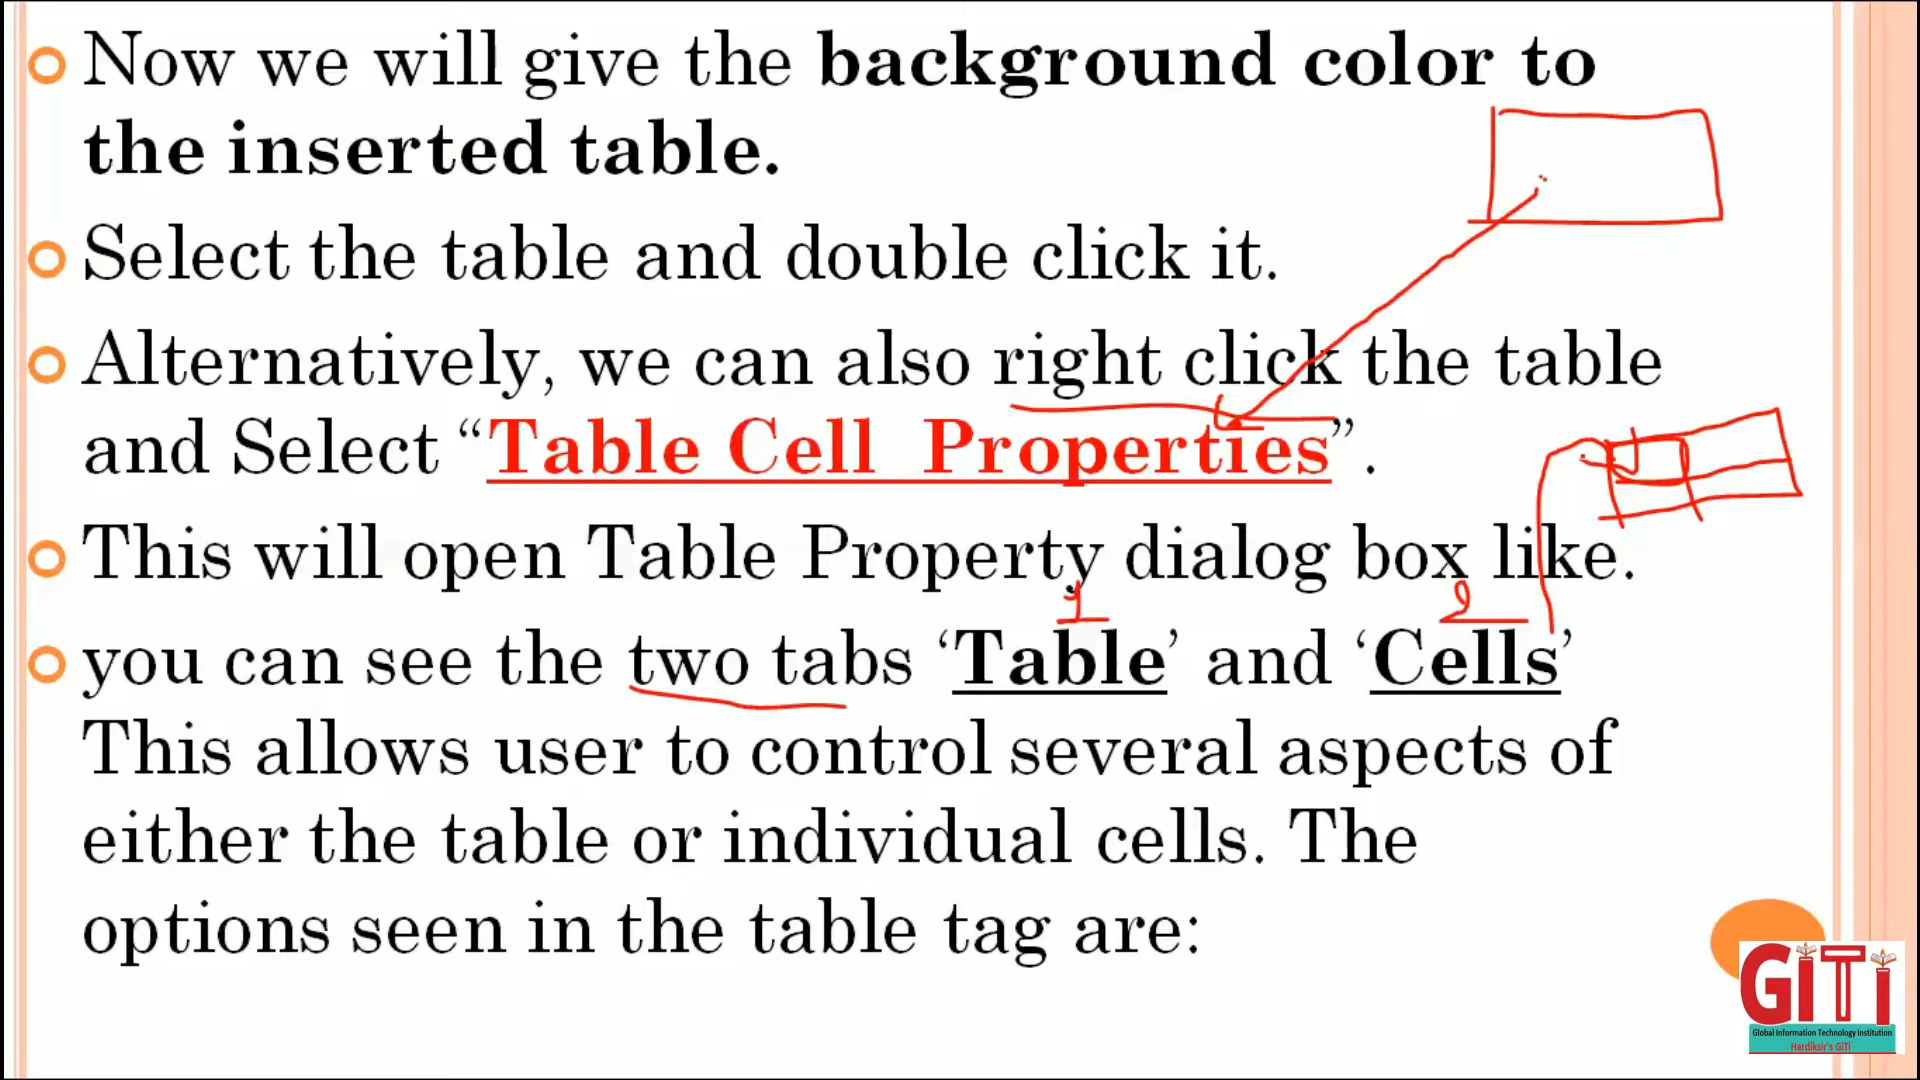 Now we will give the background color to
the inserted table.
Select the table and double click it.
Alternatively, we can also right click the table
and Select “Table Cell Properties”.
This will open Table Property dialog box like.
1 2
you can see the two tabs ‘Table’ and ‘Cells’
This allows user to control several aspects of
either the table or individual cells. The
options seen in the table tag are:
GiTi
Global Information Technology Institution
Hardiksir's GiTi